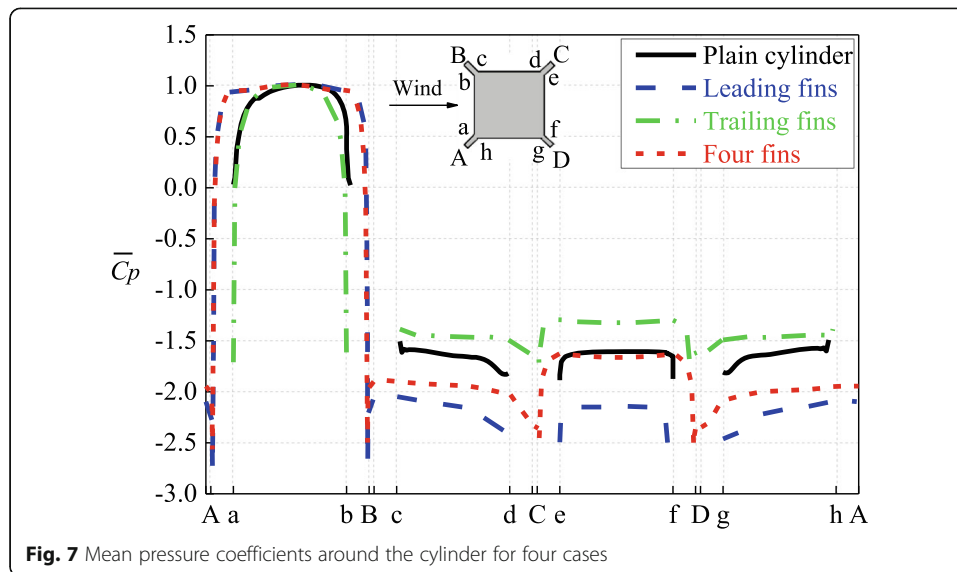 1.5
1.0
0.5
0.0
-0.5
-1.0
-1.5
-2.0
-2.5
-3.0
Cp
Wind
B c d C
b e
a f
A h g D
Plain cylinder
Leading fins
Trailing fins
Four fins
A a b B c d C e f D g h A
Fig. 7 Mean pressure coefficients around the cylinder for four cases